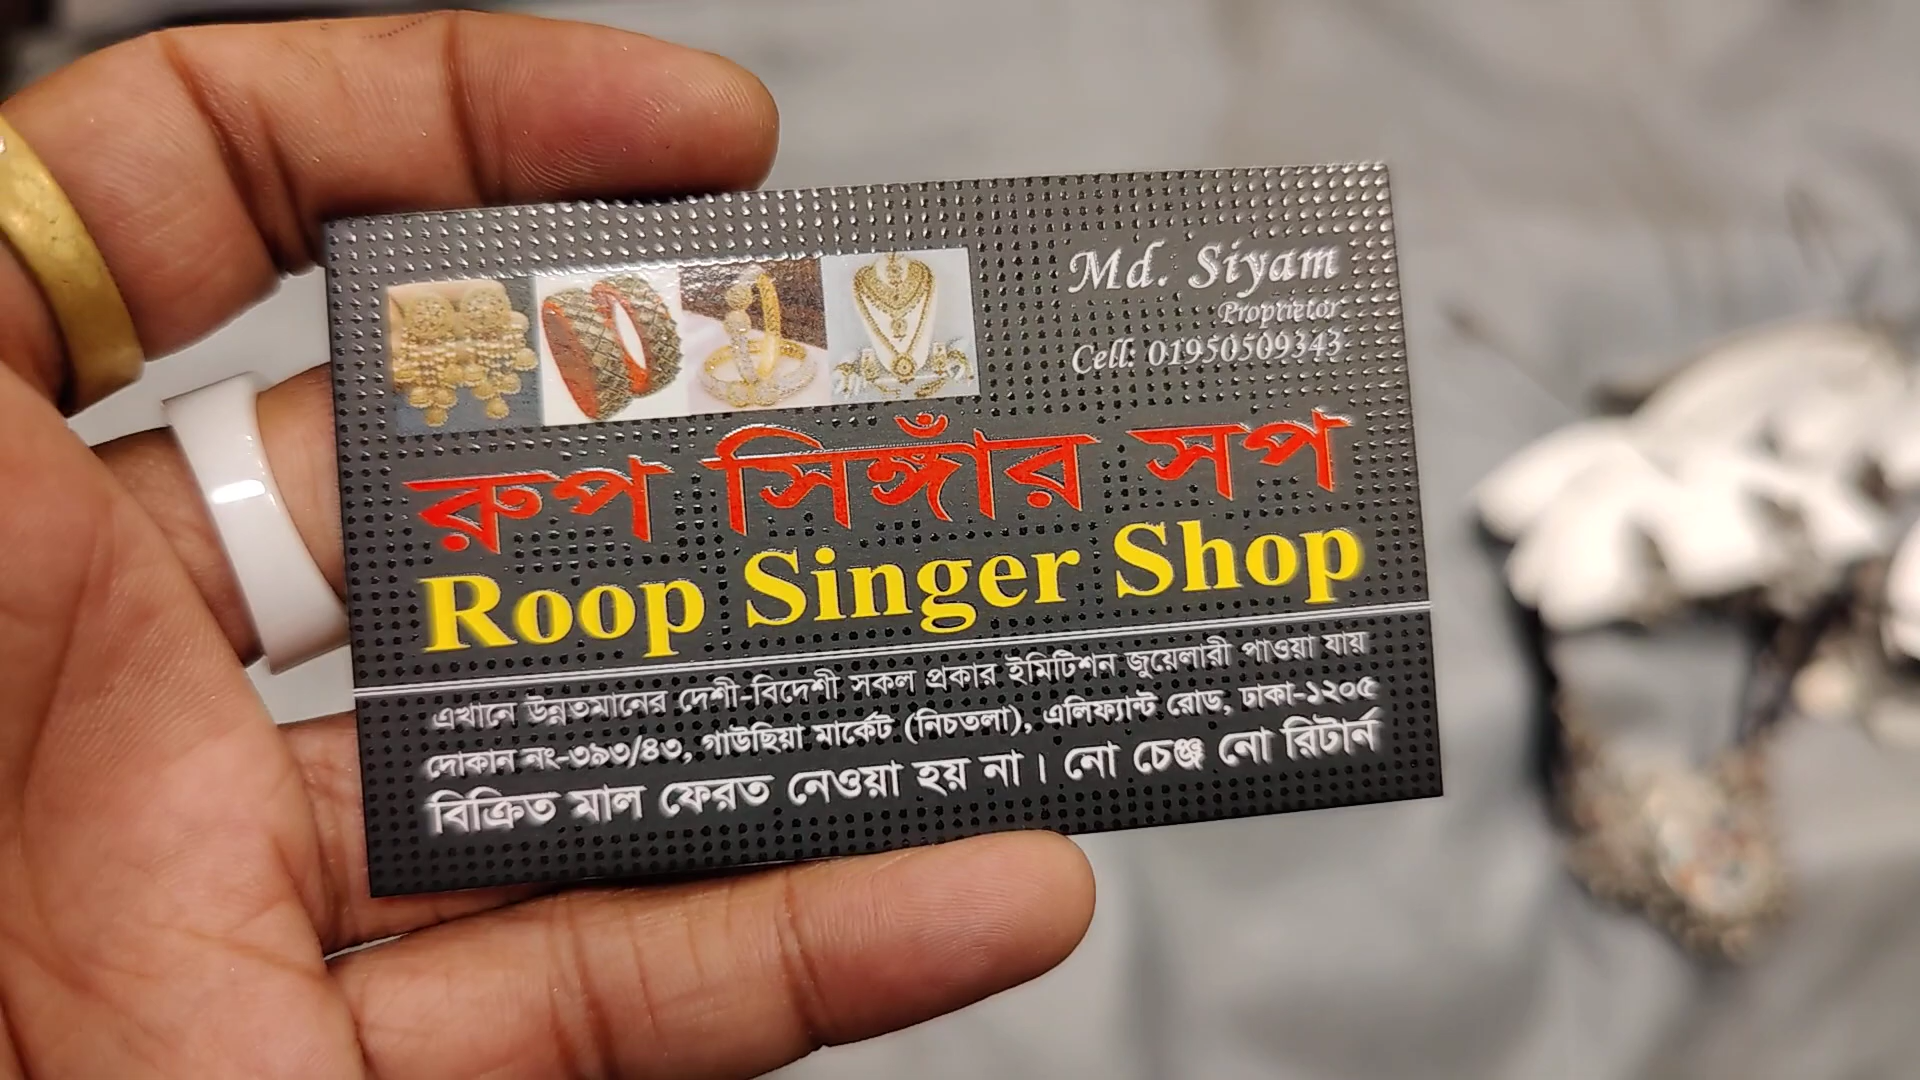 Md. Siyam
Proprietor
Cell: 01950509343
রুপ সিঙ্গাঁর সপ
Roop Singer Shop
এখানে উন্নতমানের দেশী-বিদেশী সকল প্রকার ইমিটিশন জুয়েলারী পাওয়া যায়
দোকান নং-৩৯৩/৪৩, গাউছিয়া মার্কেট (নিচতলা), এলিফ্যান্ট রোড, ঢাকা-১২০৫
বিক্রিত মাল ফেরত নেওয়া হয় না। নো চেঞ্জ নো রিটার্ন